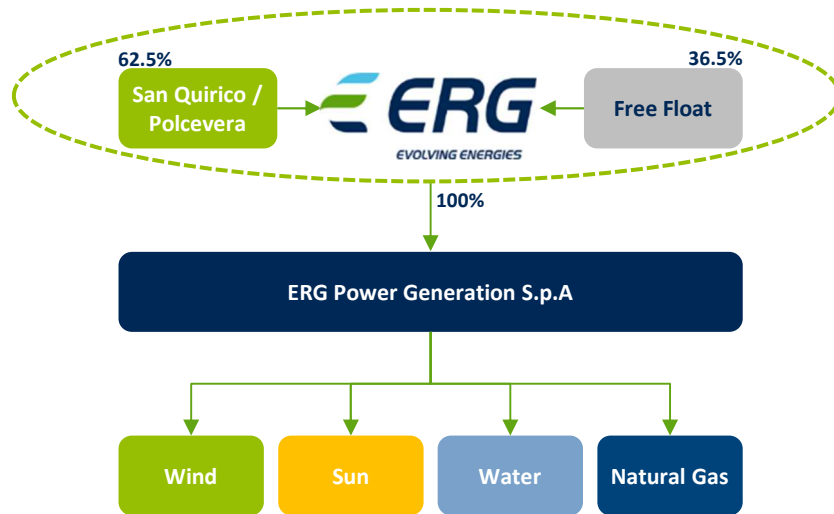 62.5%
36.5%
San Quirico /
Polcevera
ERG
EVOLVING ENERGIES
Free Float
100%
ERG Power Generation S.p.A
Wind
Sun
Water
Natural Gas